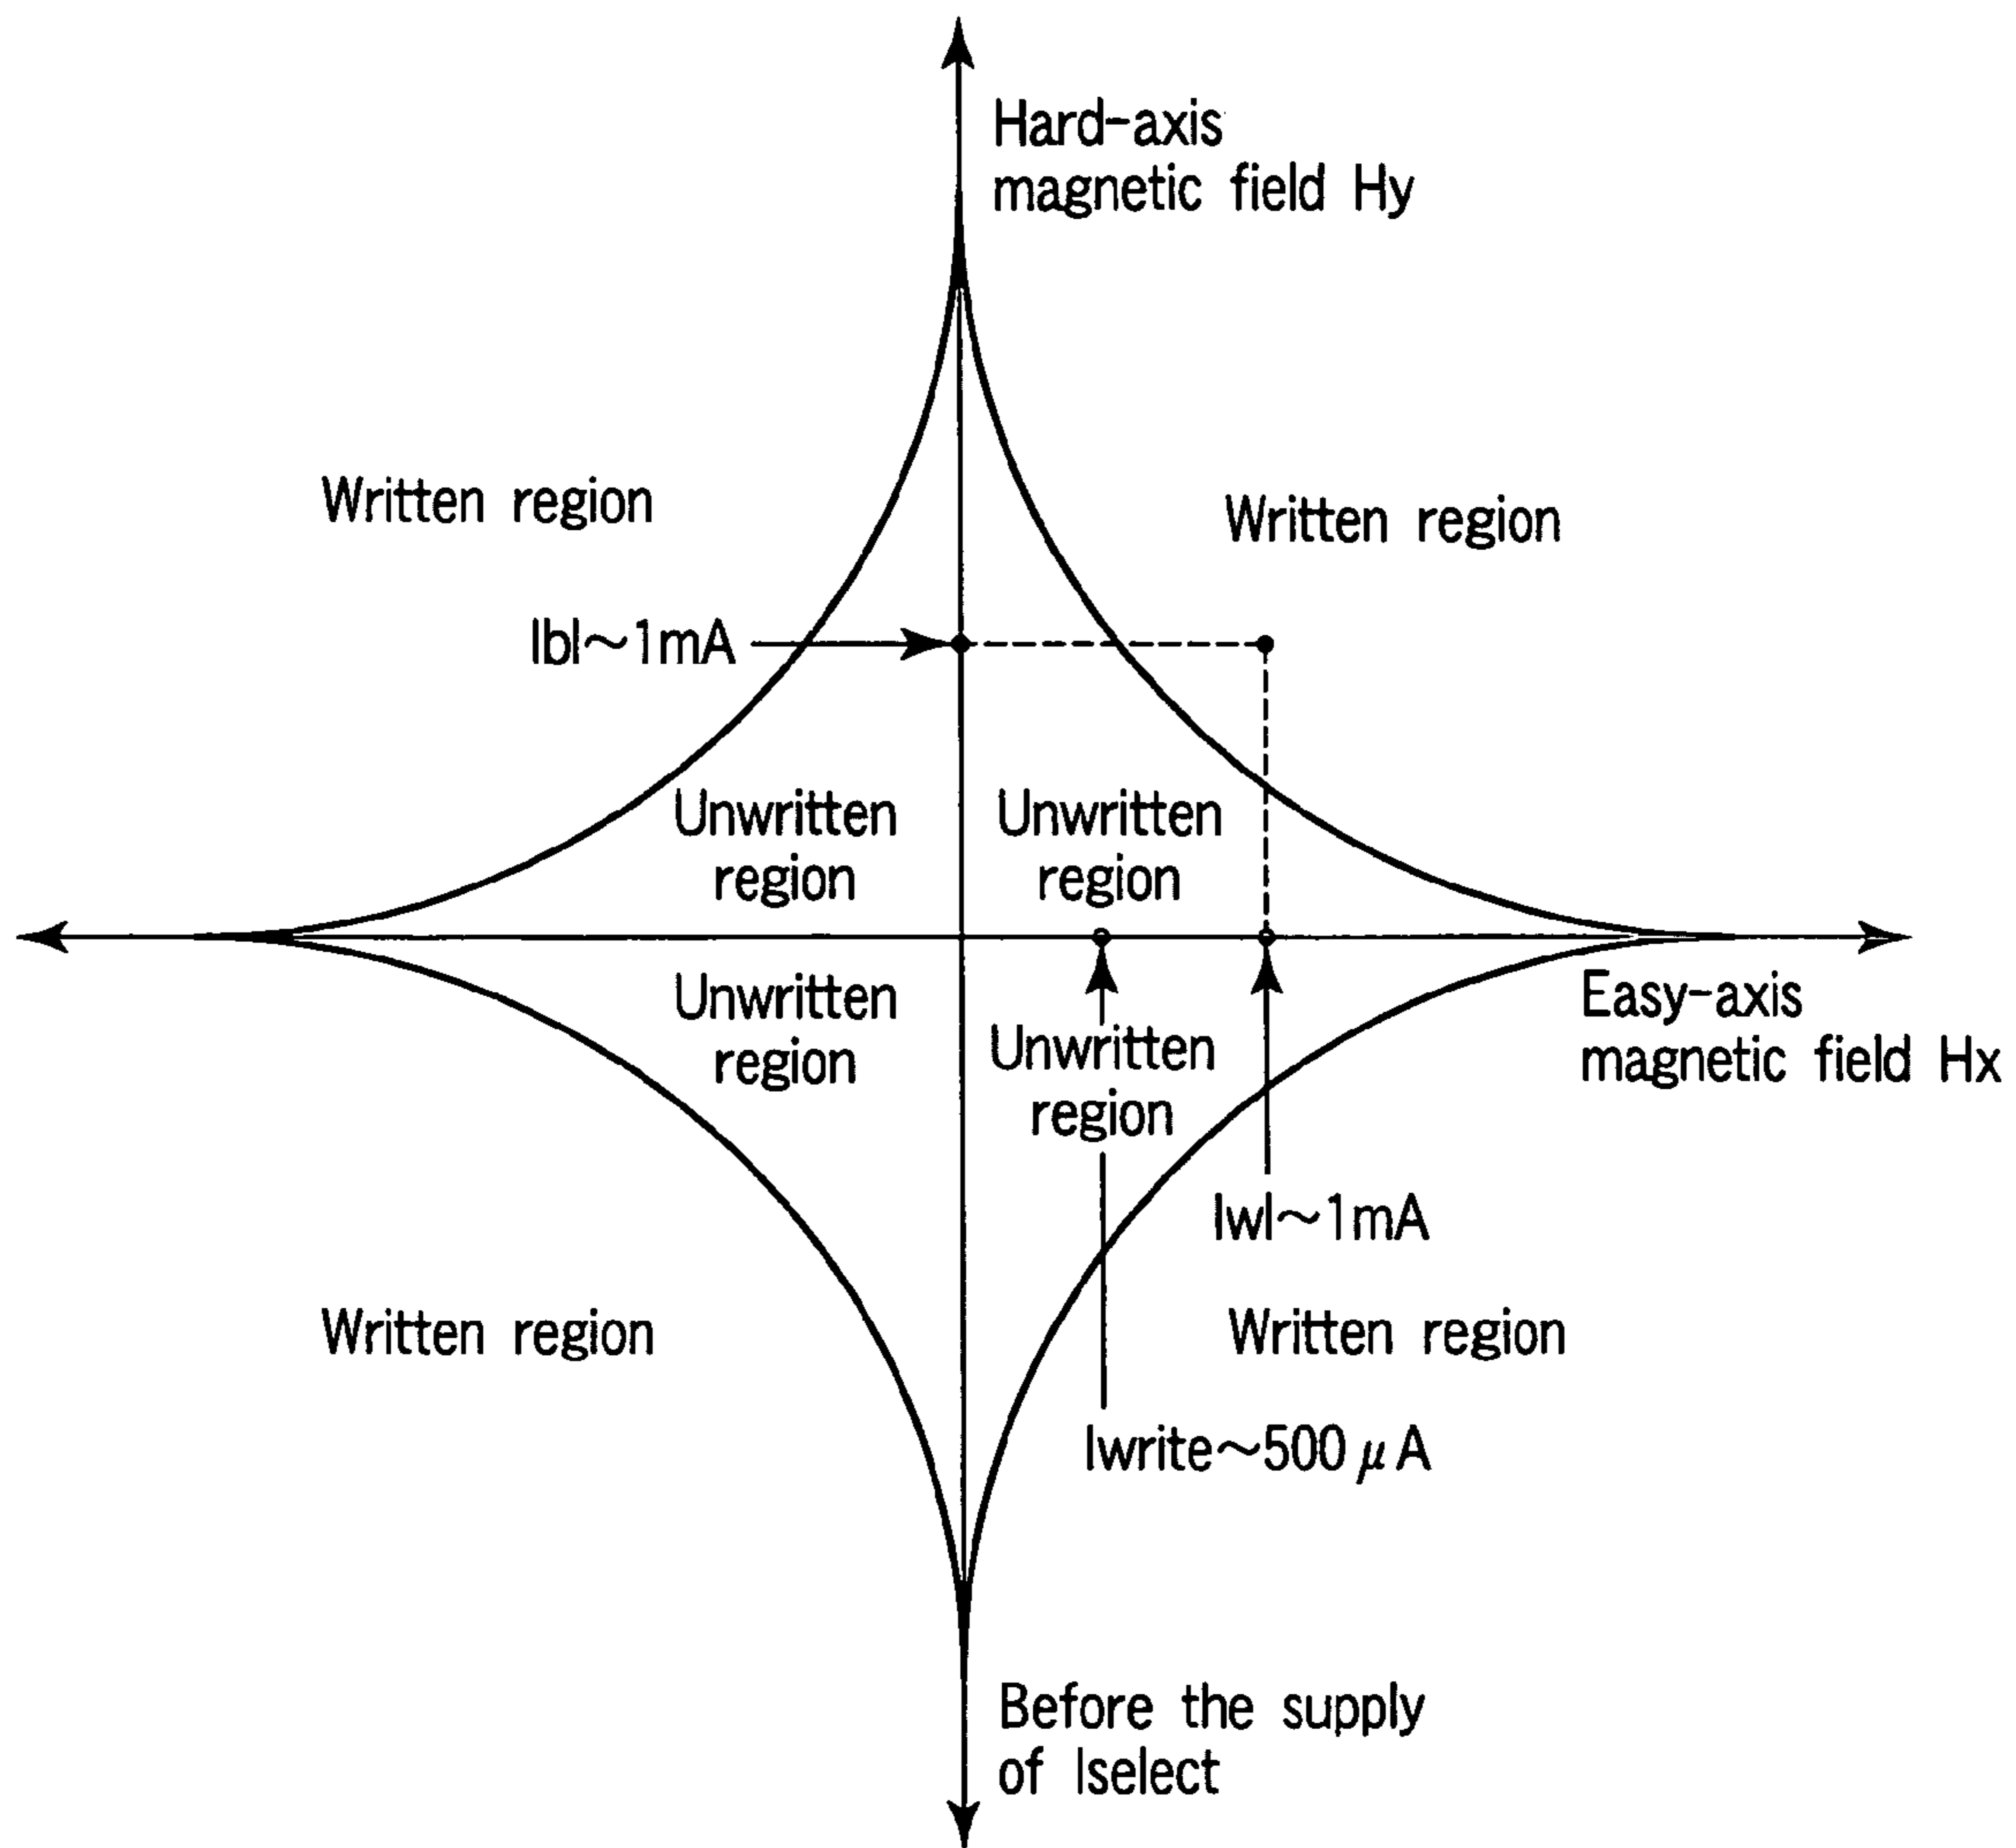 Hard-axis
magnetic field Hy
Written region
Written region
Ibl~1mA
Unwritten
region
Unwritten
region
Unwritten
region
Unwritten
region
Easy-axis
magnetic field Hx
Iwl~1mA
Written region
Written region
Iwrite~500μA
Before the supply
of Iselect